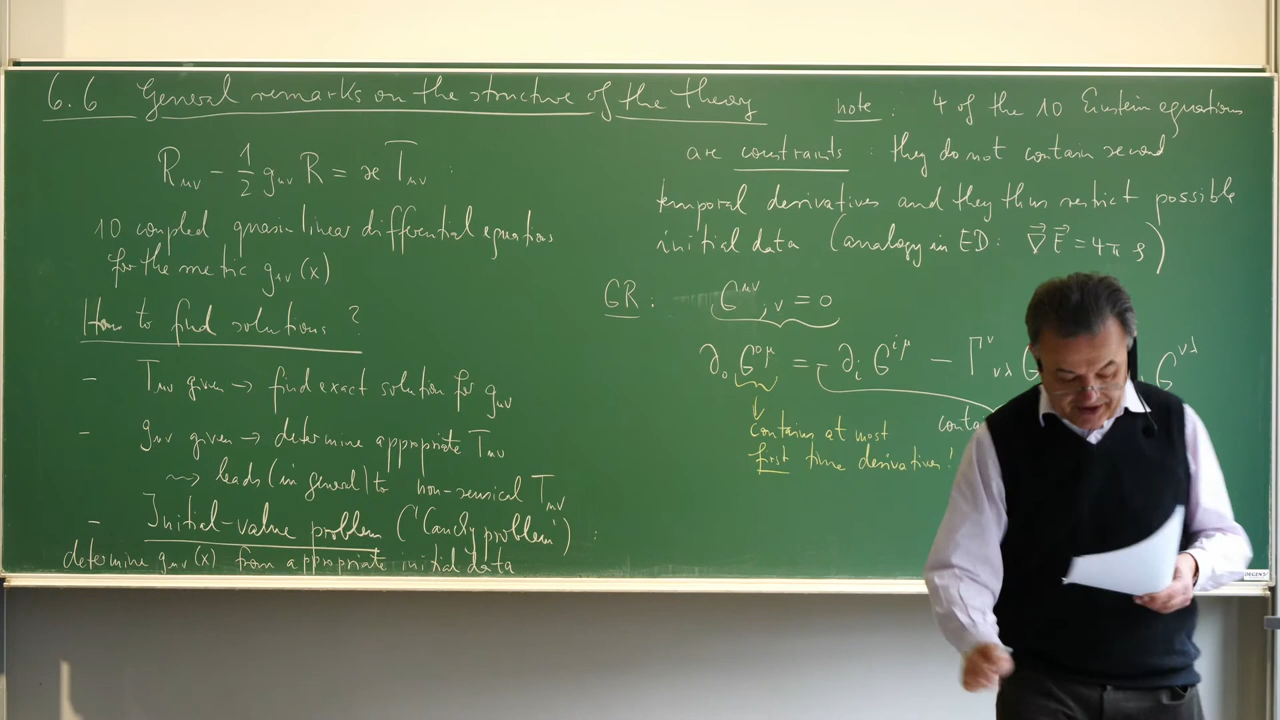 6.6 General remarks on the structure of the theory
R_μν − 1/2 g_μν R = ϰ T_μν :
10 coupled quasi-linear differential equations
for the metric g_μν (x)
How to find solutions ?
– T_μν given → find exact solution for g_μν
– g_μν given → determine appropriate T_μν
⇝ leads (in general) to non-sensical T_μν
– Initial-value problem ("Cauchy problem") :
determine g_μν (x) from appropriate initial data
note : 4 of the 10 Einstein equations
are constraints : they do not contain second
temporal derivatives and they thus restrict possible
initial data (analogy in ED: ∇⃗ E⃗ = 4π ρ)
GR : G^μν_;ν = 0
∂_0 G^0μ = − ∂_i G^iμ − Γ^ν_νλ G G^νλ
contains at most
first time derivatives!